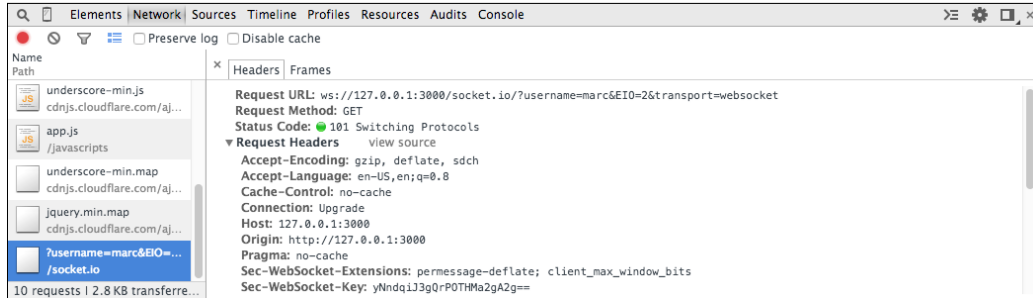 Elements Network Sources Timeline Profiles Resources Audits Console
Preserve log Disable cache
Name
Path
× Headers Frames
underscore-min.js
cdnjs.cloudflare.com/aj...
JS
app.js
/javascripts
JS
underscore-min.map
cdnjs.cloudflare.com/aj...
jquery.min.map
cdnjs.cloudflare.com/aj...
?username=marc&EIO=...
/socket.io
10 requests I 2.8 KB transferre...
Request URL: ws://127.0.0.1:3000/socket.io/?username=marc&EIO=2&transport=websocket
Request Method: GET
Status Code: 101 Switching Protocols
▼Request Headers view source
Accept-Encoding: gzip, deflate, sdch
Accept-Language: en-US,en;q=0.8
Cache-Control: no-cache
Connection: Upgrade
Host: 127.0.0.1:3000
Origin: http://127.0.0.1:3000
Pragma: no-cache
Sec-WebSocket-Extensions: permessage-deflate; client_max_window_bits
Sec-WebSocket-Key: yNndqiJ3gQrPOTHMa2gA2g==